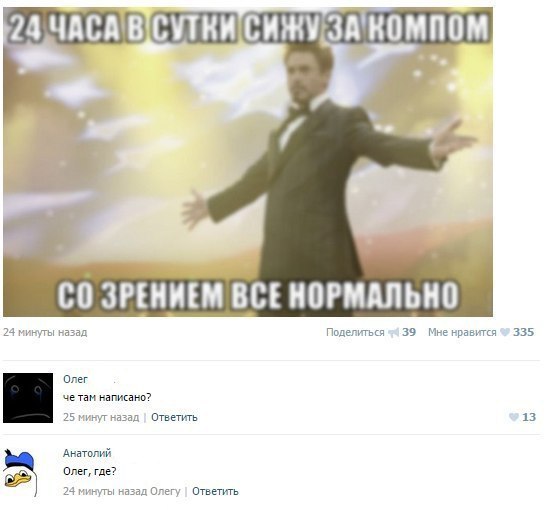 24 ЧАСА В СУТКИ СИЖУ ЗА КОМПОМ
СО ЗРЕНИЕМ ВСЕ НОРМАЛЬНО
24 минуты назад Поделиться 39 Мне нравится 335
Олег
че там написано?
25 минут назад | Ответить 13
Анатолий
Олег, где?
24 минуты назад Олегу | Ответить